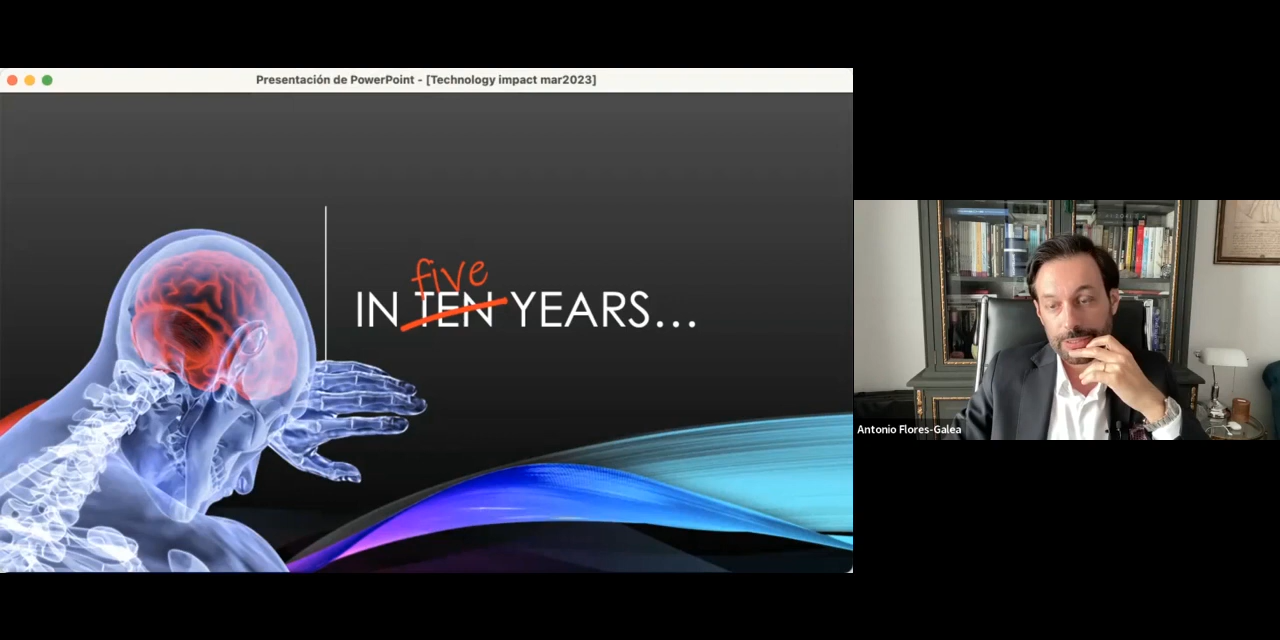 Presentación de PowerPoint - [Technology impact mar2023]
five
IN TEN YEARS...
Antonio Flores-Galea